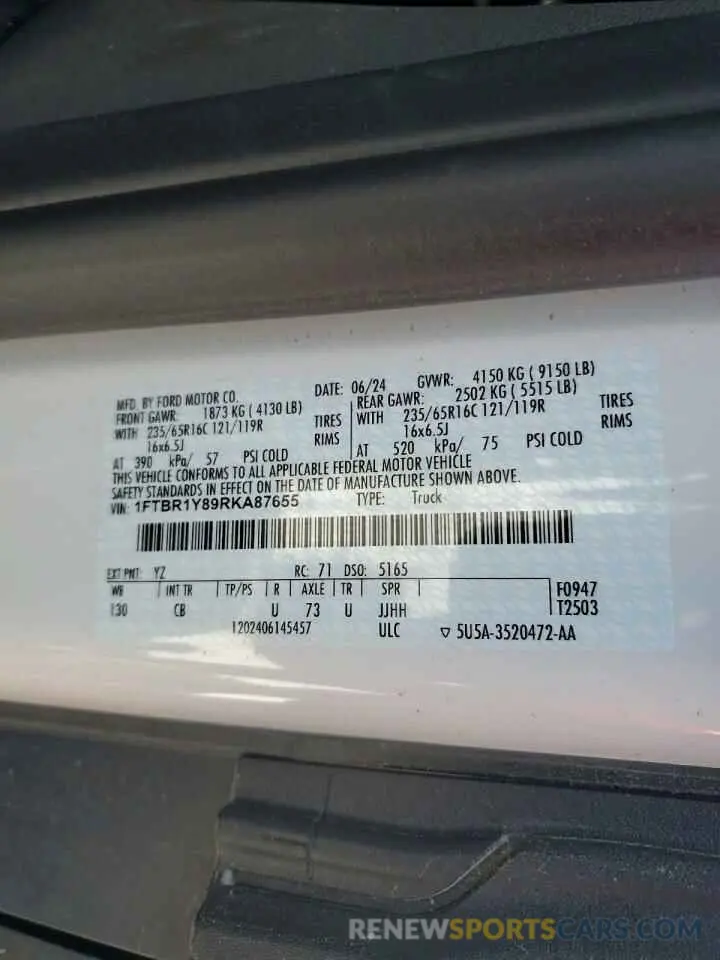 MFD. BY FORD MOTOR CO. DATE: 06/24 GVWR: 4150 KG ( 9150 LB)
FRONT GAWR: 1873 KG ( 4130 LB) REAR GAWR: 2502 KG ( 5515 LB)
WITH 235/65R16C 121/119R TIRES WITH 235/65R16C 121/119R TIRES
16x6.5J RIMS 16x6.5J RIMS
AT 390 kPa/ 57 PSI COLD AT 520 kPa/ 75 PSI COLD
THIS VEHICLE CONFORMS TO ALL APPLICABLE FEDERAL MOTOR VEHICLE
SAFETY STANDARDS IN EFFECT ON THE DATE OF MANUFACTURE SHOWN ABOVE.
VIN: 1FTBR1Y89RKA87655 TYPE: Truck
EXT PNT: YZ RC: 71 DSO: 5165
WB INT TR TP/PS R AXLE TR SPR F0947
130 CB U 73 U JJHH T2503
1202406145457 ULC ▽ 5U5A-3520472-AA
RENEWSPORTSCARS.COM